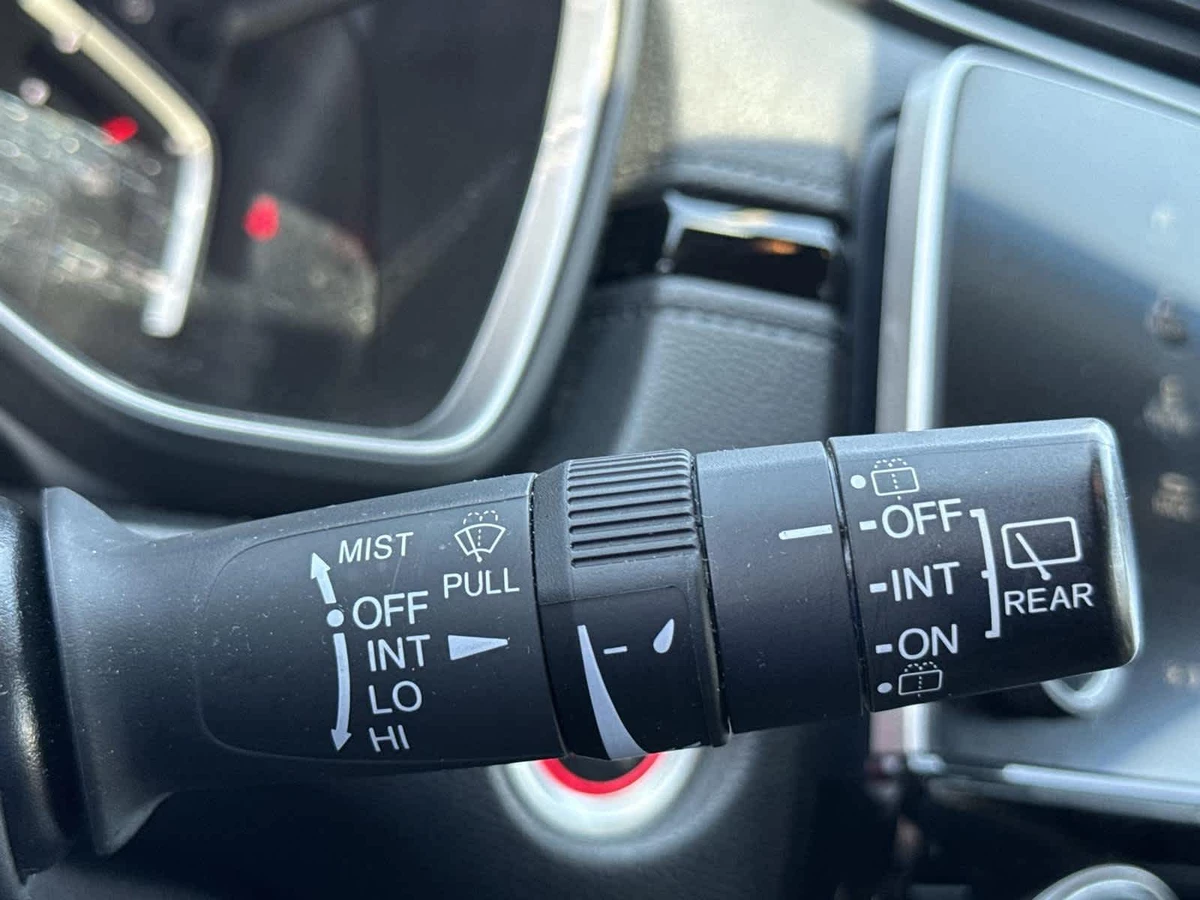 MIST
PULL
OFF
INT
LO
HI
OFF
INT
ON
REAR